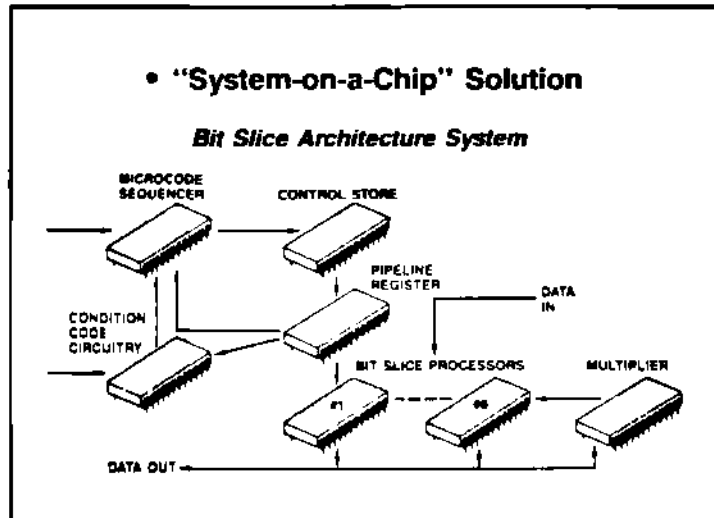 • "System-on-a-Chip" Solution
Bit Slice Architecture System
MICROCODE
SEQUENCER
CONTROL STORE
PIPELINE
REGISTER
DATA
IN
CONDITION
CODE
CIRCUITRY
BIT SLICE PROCESSORS
MULTIPLIER
#1
DATA OUT